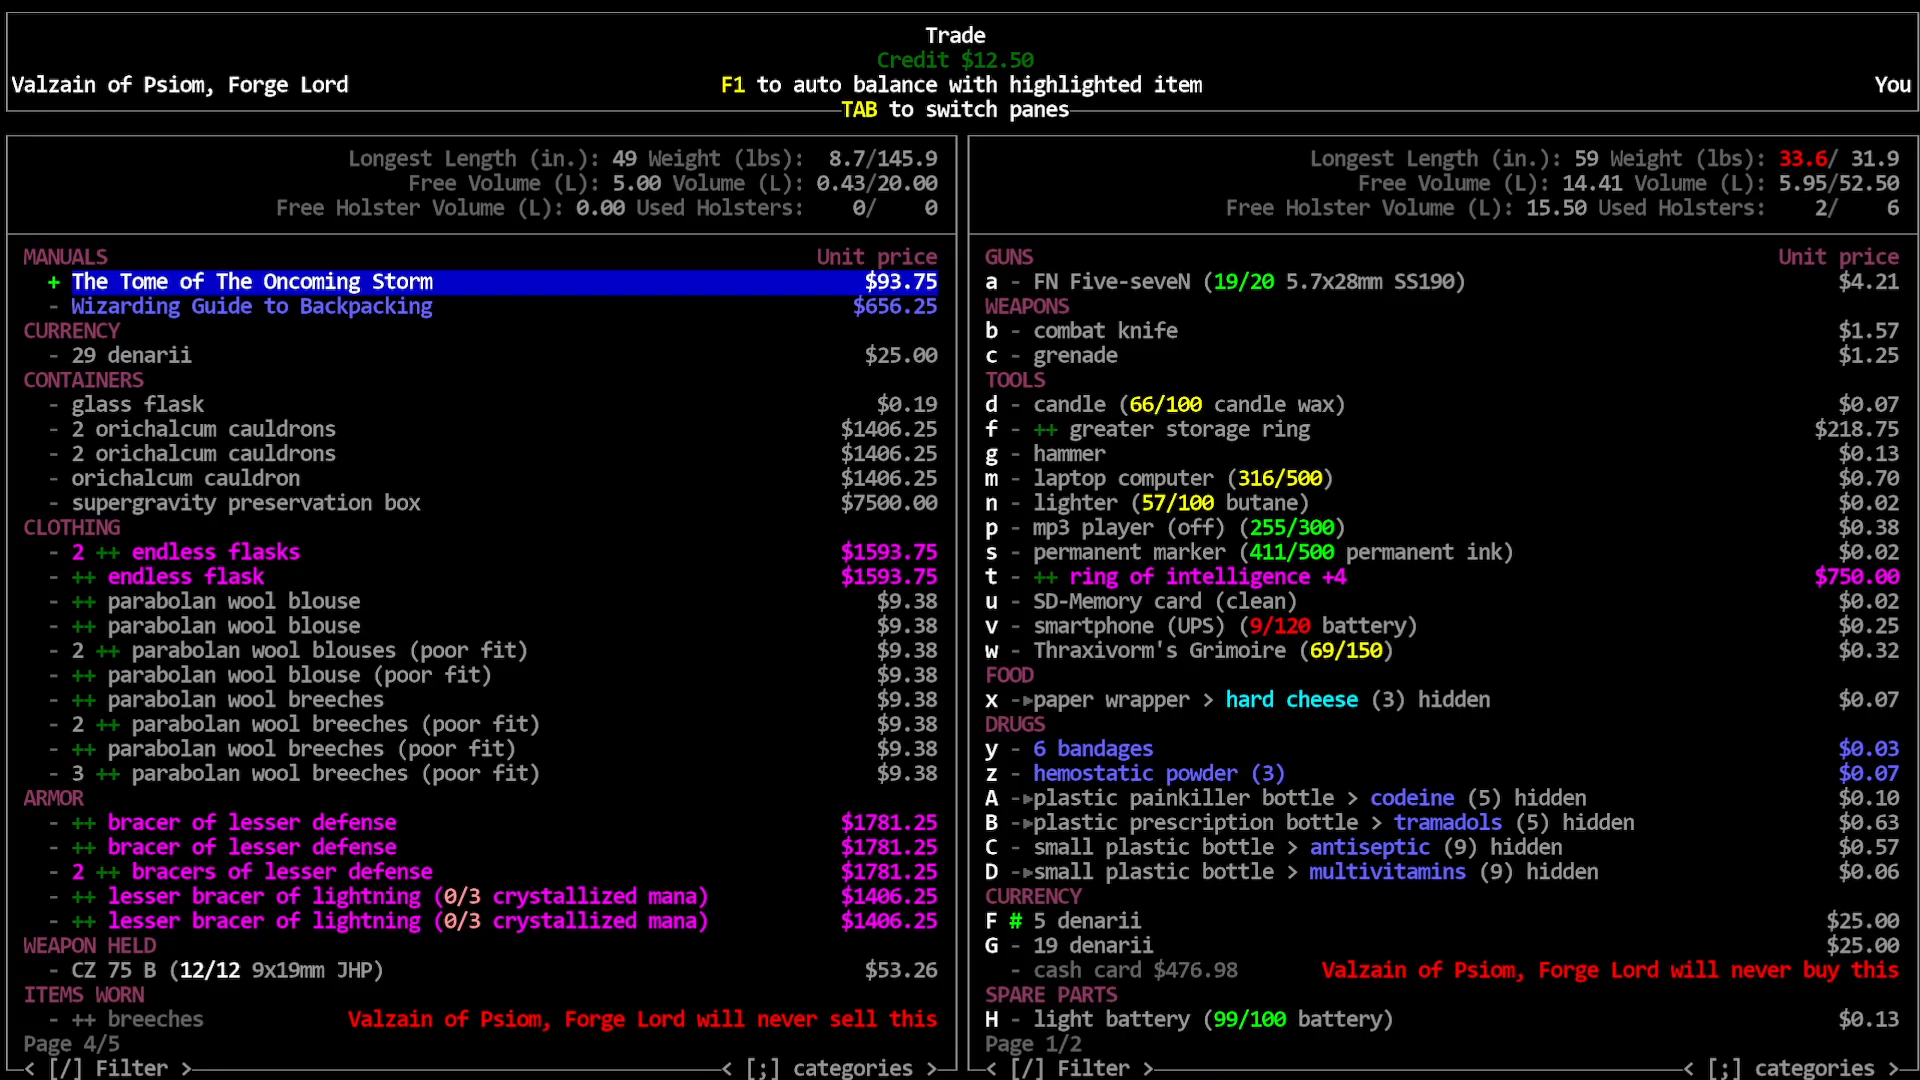 Trade
Credit $12.50
Valzain of Psiom, Forge Lord F1 to auto balance with highlighted item You
TAB to switch panes
Longest Length (in.): 49 Weight (lbs): 8.7/145.9
Free Volume (L): 5.00 Volume (L): 0.43/20.00
Free Holster Volume (L): 0.00 Used Holsters: 0/ 0
MANUALS Unit price
+ The Tome of The Oncoming Storm $93.75
- Wizarding Guide to Backpacking $656.25
CURRENCY
- 29 denarii $25.00
CONTAINERS
- glass flask $0.19
- 2 orichalcum cauldrons $1406.25
- 2 orichalcum cauldrons $1406.25
- orichalcum cauldron $1406.25
- supergravity preservation box $7500.00
CLOTHING
- 2 ++ endless flasks $1593.75
- ++ endless flask $1593.75
- ++ parabolan wool blouse $9.38
- ++ parabolan wool blouse $9.38
- 2 ++ parabolan wool blouses (poor fit) $9.38
- ++ parabolan wool blouse (poor fit) $9.38
- ++ parabolan wool breeches $9.38
- 2 ++ parabolan wool breeches (poor fit) $9.38
- ++ parabolan wool breeches (poor fit) $9.38
- 3 ++ parabolan wool breeches (poor fit) $9.38
ARMOR
- ++ bracer of lesser defense $1781.25
- ++ bracer of lesser defense $1781.25
- 2 ++ bracers of lesser defense $1781.25
- ++ lesser bracer of lightning (0/3 crystallized mana) $1406.25
- ++ lesser bracer of lightning (0/3 crystallized mana) $1406.25
WEAPON HELD
- CZ 75 B (12/12 9x19mm JHP) $53.26
ITEMS WORN
- ++ breeches Valzain of Psiom, Forge Lord will never sell this
Page 4/5
< [/] Filter > < [;] categories >
Longest Length (in.): 59 Weight (lbs): 33.6/ 31.9
Free Volume (L): 14.41 Volume (L): 5.95/52.50
Free Holster Volume (L): 15.50 Used Holsters: 2/ 6
GUNS Unit price
a - FN Five-seveN (19/20 5.7x28mm SS190) $4.21
WEAPONS
b - combat knife $1.57
c - grenade $1.25
TOOLS
d - candle (66/100 candle wax) $0.07
f - ++ greater storage ring $218.75
g - hammer $0.13
m - laptop computer (316/500) $0.70
n - lighter (57/100 butane) $0.02
p - mp3 player (off) (255/300) $0.38
s - permanent marker (411/500 permanent ink) $0.02
t - ++ ring of intelligence +4 $750.00
u - SD-Memory card (clean) $0.02
v - smartphone (UPS) (9/120 battery) $0.25
w - Thraxivorm's Grimoire (69/150) $0.32
FOOD
x -▸paper wrapper > hard cheese (3) hidden $0.07
DRUGS
y - 6 bandages $0.03
z - hemostatic powder (3) $0.07
A -▸plastic painkiller bottle > codeine (5) hidden $0.10
B -▸plastic prescription bottle > tramadols (5) hidden $0.63
C - small plastic bottle > antiseptic (9) hidden $0.57
D -▸small plastic bottle > multivitamins (9) hidden $0.06
CURRENCY
F # 5 denarii $25.00
G - 19 denarii $25.00
- cash card $476.98 Valzain of Psiom, Forge Lord will never buy this
SPARE PARTS
H - light battery (99/100 battery) $0.13
Page 1/2
< [/] Filter > < [;] categories >